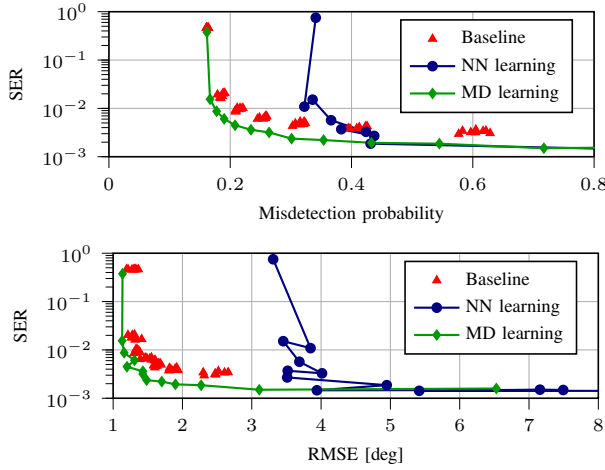 10^0
10^-1
10^-2
10^-3
SER
Baseline
NN learning
MD learning
0 0.2 0.4 0.6 0.8
Misdetection probability
10^0
10^-1
10^-2
10^-3
SER
Baseline
NN learning
MD learning
1 2 3 4 5 6 7 8
RMSE [deg]